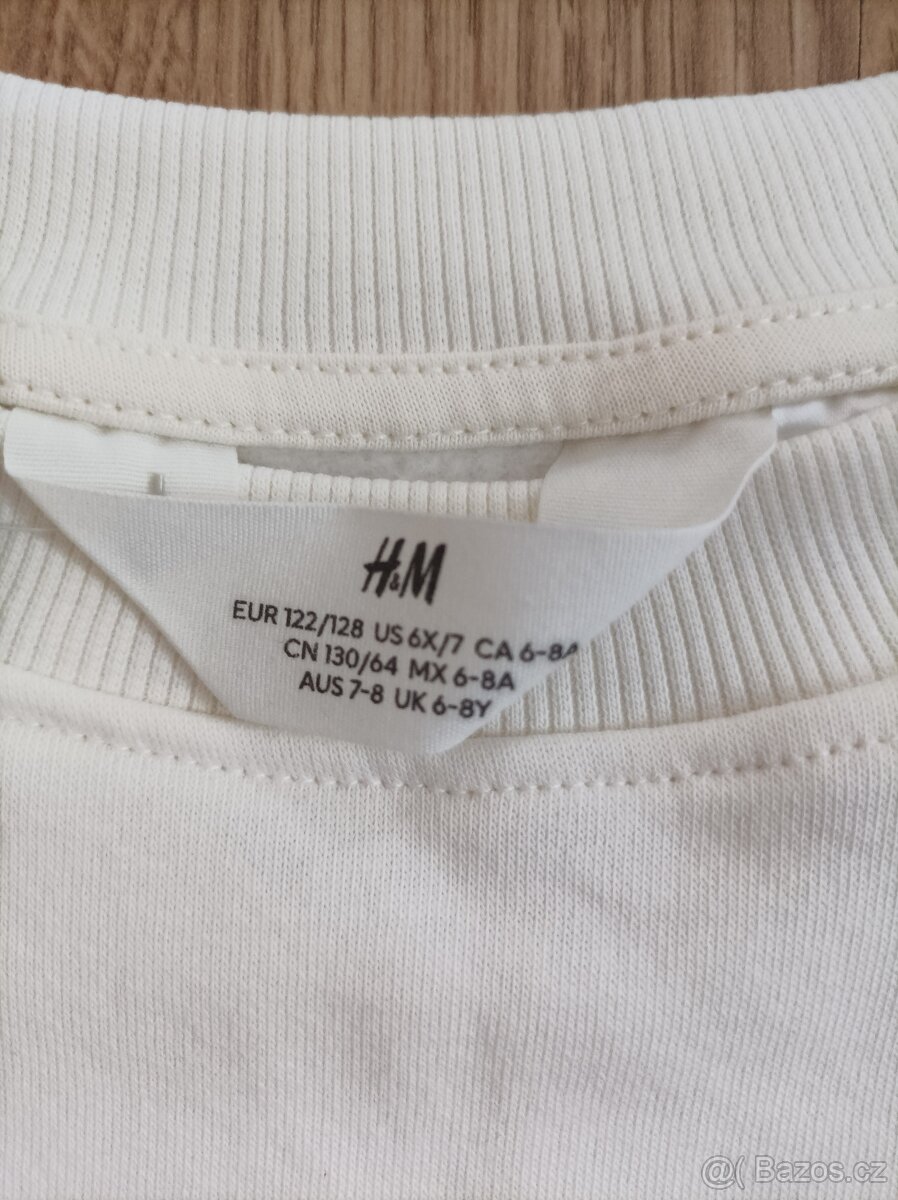 H&M
EUR 122/128 US 6X/7 CA 6-8A
CN 130/64 MX 6-8A
AUS 7-8 UK 6-8Y
@( Bazos.cz